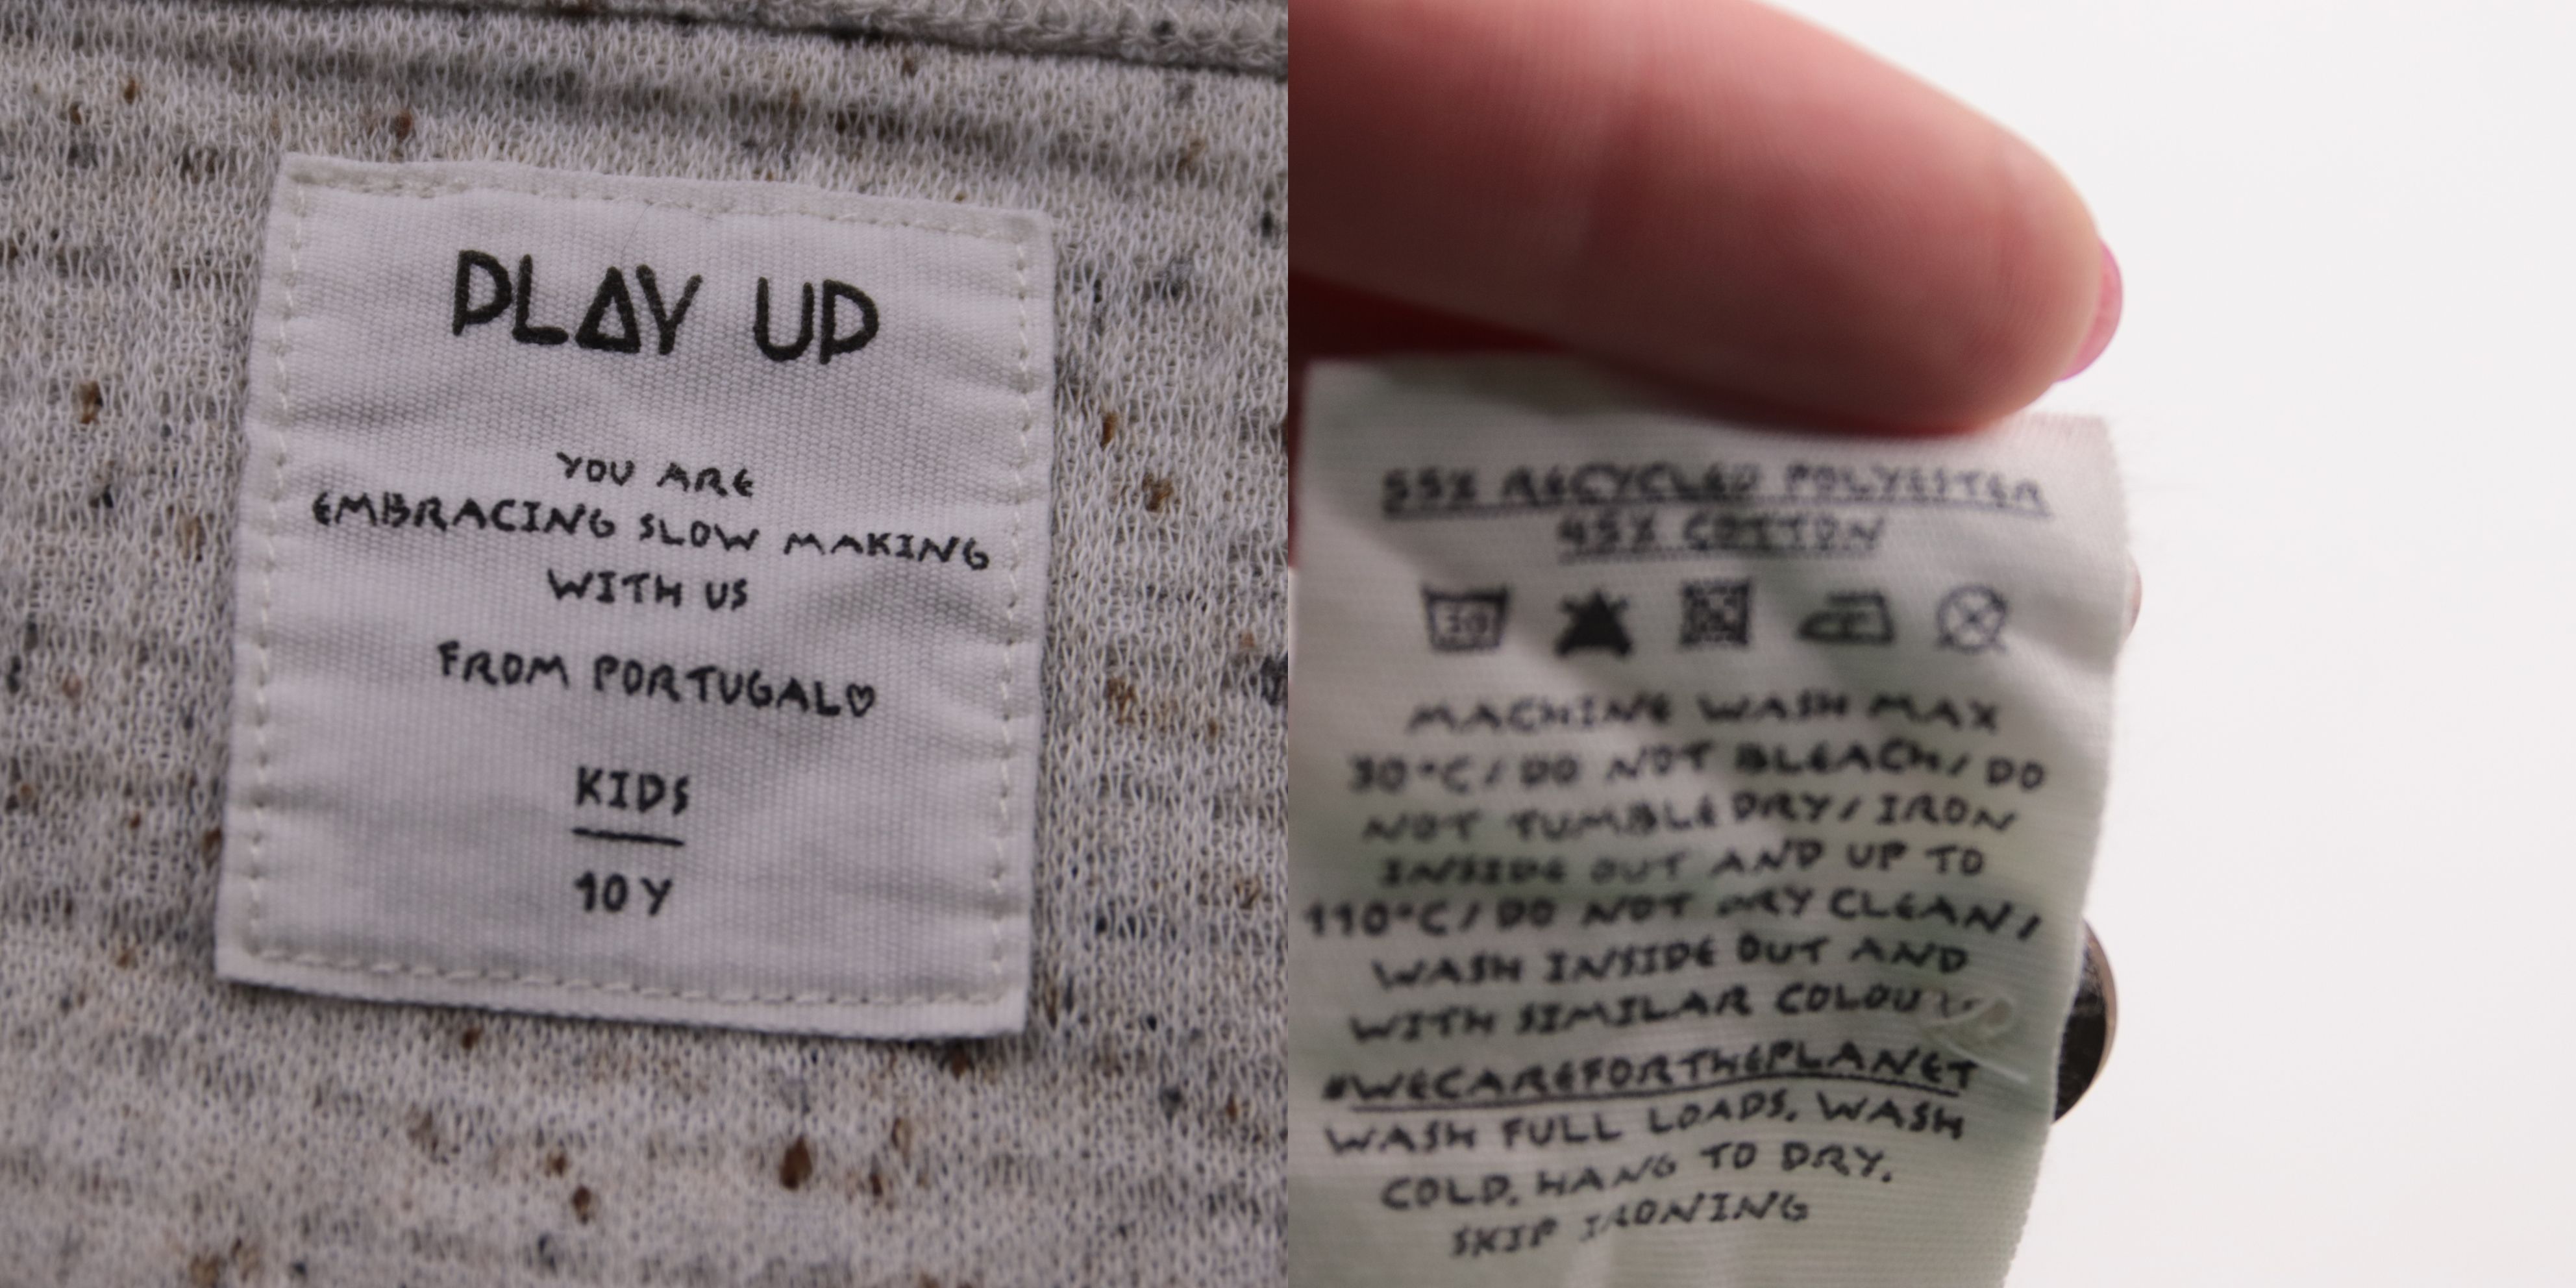 PLAY UP
YOU ARE
EMBRACING SLOW MAKING
WITH US
FROM PORTUGAL♡
KIDS
10 Y
55% RECYCLED POLYESTER
45% COTTON
30
MACHINE WASH MAX
30°C / DO NOT BLEACH / DO
NOT TUMBLE DRY / IRON
INSIDE OUT AND UP TO
110°C / DO NOT DRY CLEAN /
WASH INSIDE OUT AND
WITH SIMILAR
#WECAREFORTHEPLANET
WASH FULL LOADS. WASH
COLD. HANG TO DRY.
SKIP IRONING